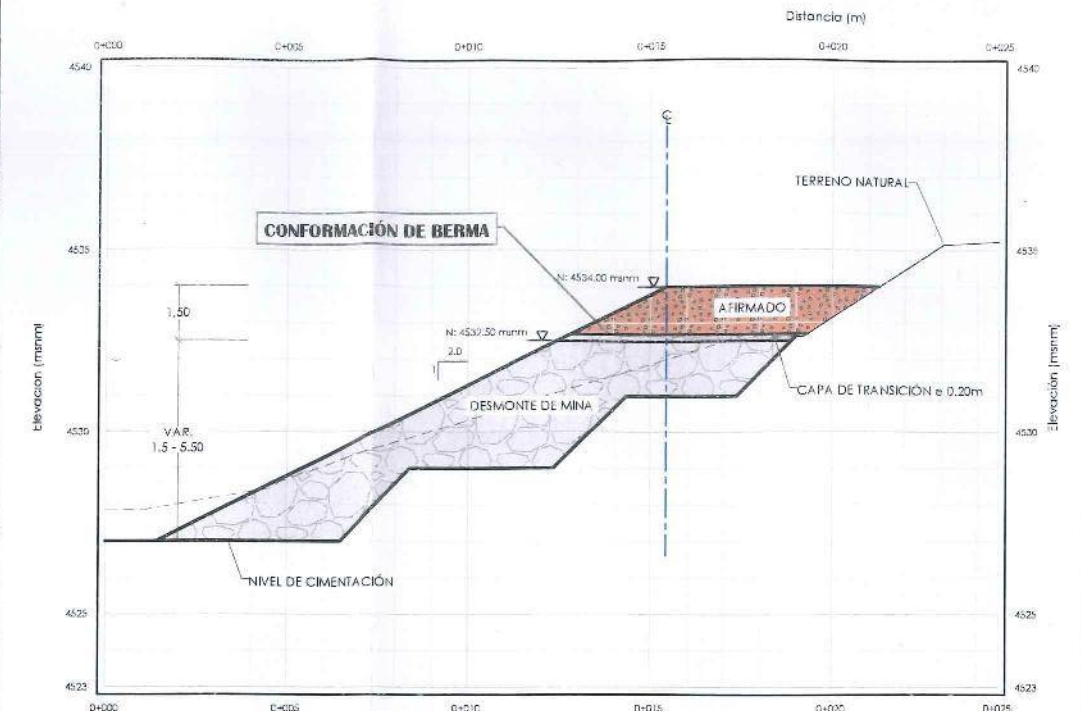 Distancia (m)
0+000 0+005 0+010 0+015 0+020 0+025
4540 4540
TERRENO NATURAL
CONFORMACIÓN DE BERMA
4535 4535
N: 4534.00 msnm
1,50
AFIRMADO
N: 4532.50 msnm
2.0
1
Elevación (msnm)
Elevación (msnm)
CAPA DE TRANSICIÓN e 0.20m
DESMONTE DE MINA
VAR.
1.5 - 5.50
4530 4530
NIVEL DE CIMENTACIÓN
4525 4525
4523 4523
0+000 0+005 0+010 0+015 0+020 0+025